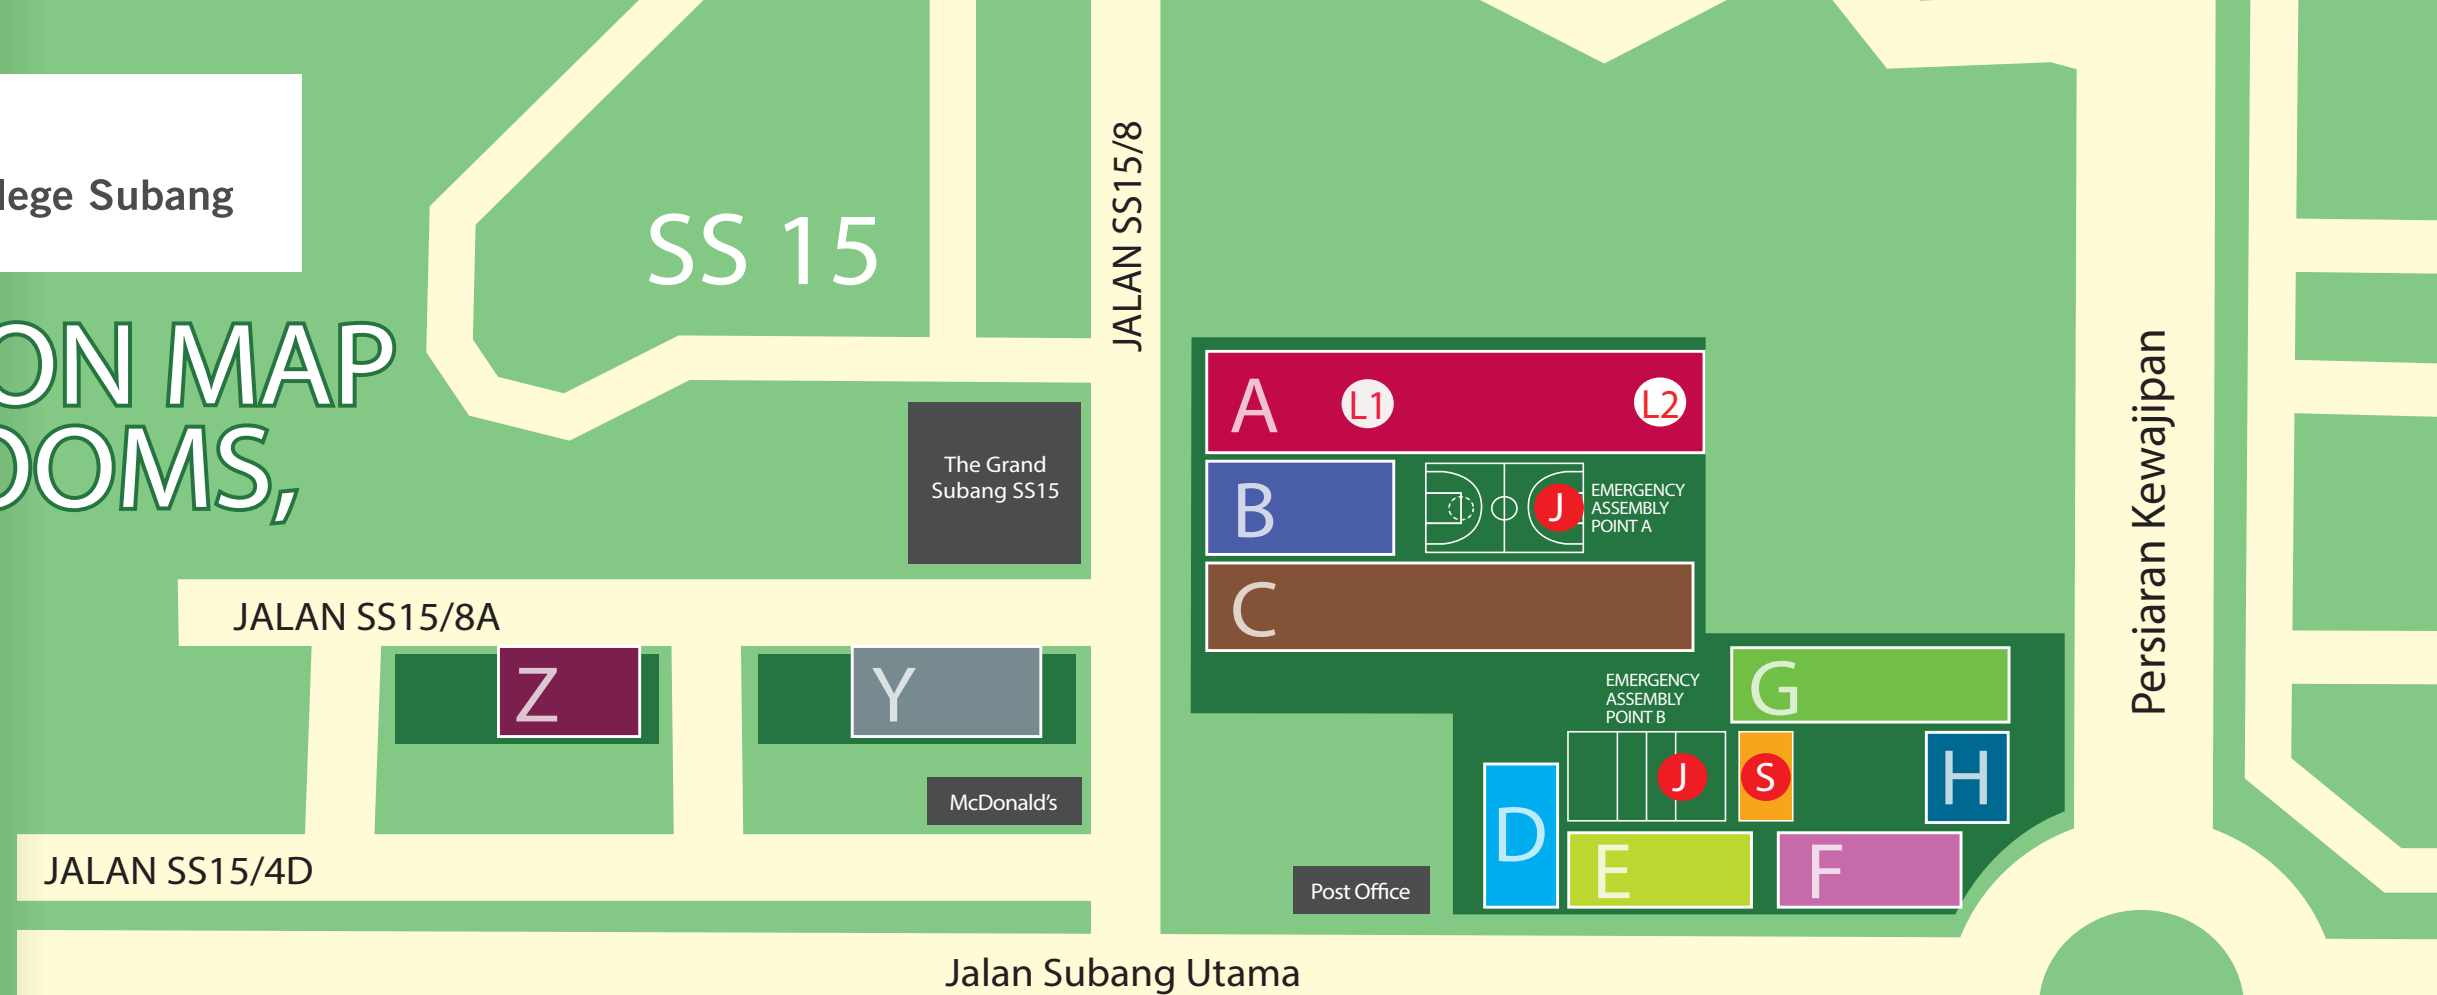 lege Subang
ON MAP
OOMS,
SS 15
JALAN SS15/8
The Grand
Subang SS15
JALAN SS15/8A
Z
Y
McDonald's
JALAN SS15/4D
A
L1
L2
B
J
EMERGENCY
ASSEMBLY
POINT A
C
EMERGENCY
ASSEMBLY
POINT B
G
J
S
H
D
E
F
Post Office
Persiaran Kewajipan
Jalan Subang Utama